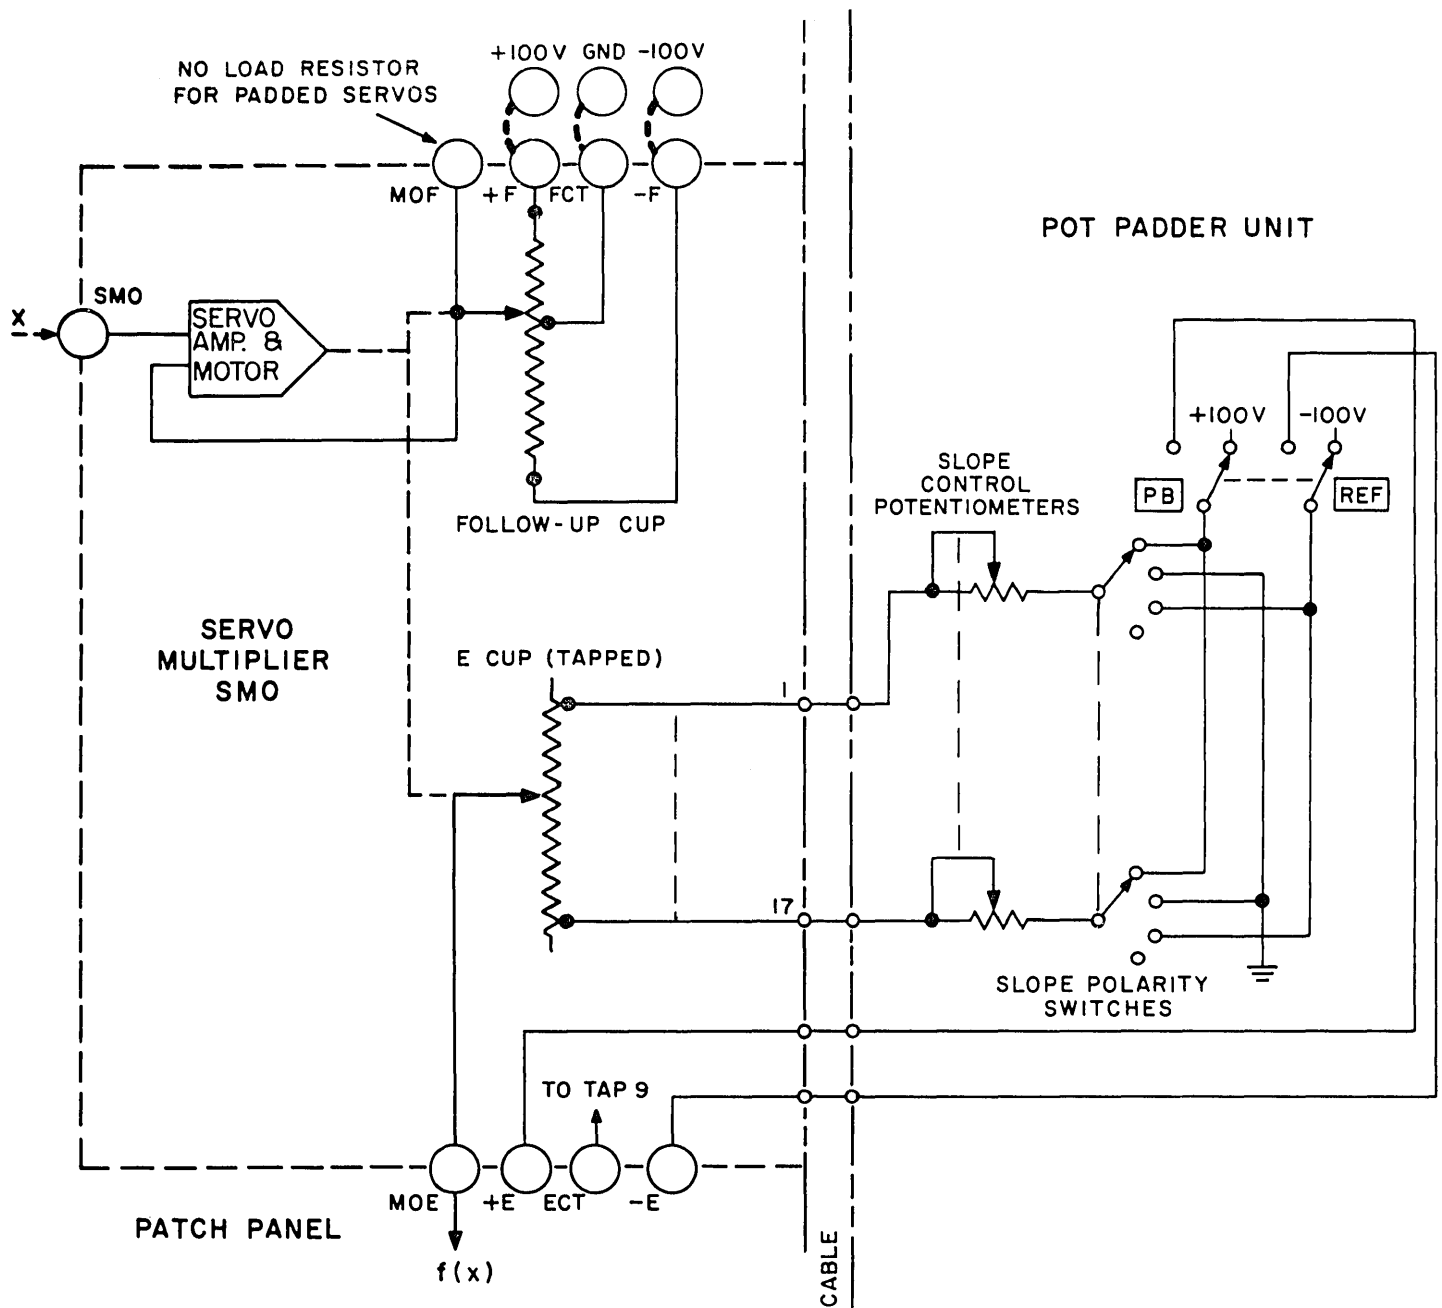 +100V GND -100V
NO LOAD RESISTOR
FOR PADDED SERVOS
MOF +F FCT -F
POT PADDER UNIT
SMO
X
SERVO
AMP. &
MOTOR
+100V -100V
SLOPE
CONTROL
POTENTIOMETERS
PB REF
FOLLOW-UP CUP
SERVO
MULTIPLIER
SMO
E CUP (TAPPED)
1
17
SLOPE POLARITY
SWITCHES
TO TAP 9
MOE +E ECT -E
PATCH PANEL
f(x)
CABLE